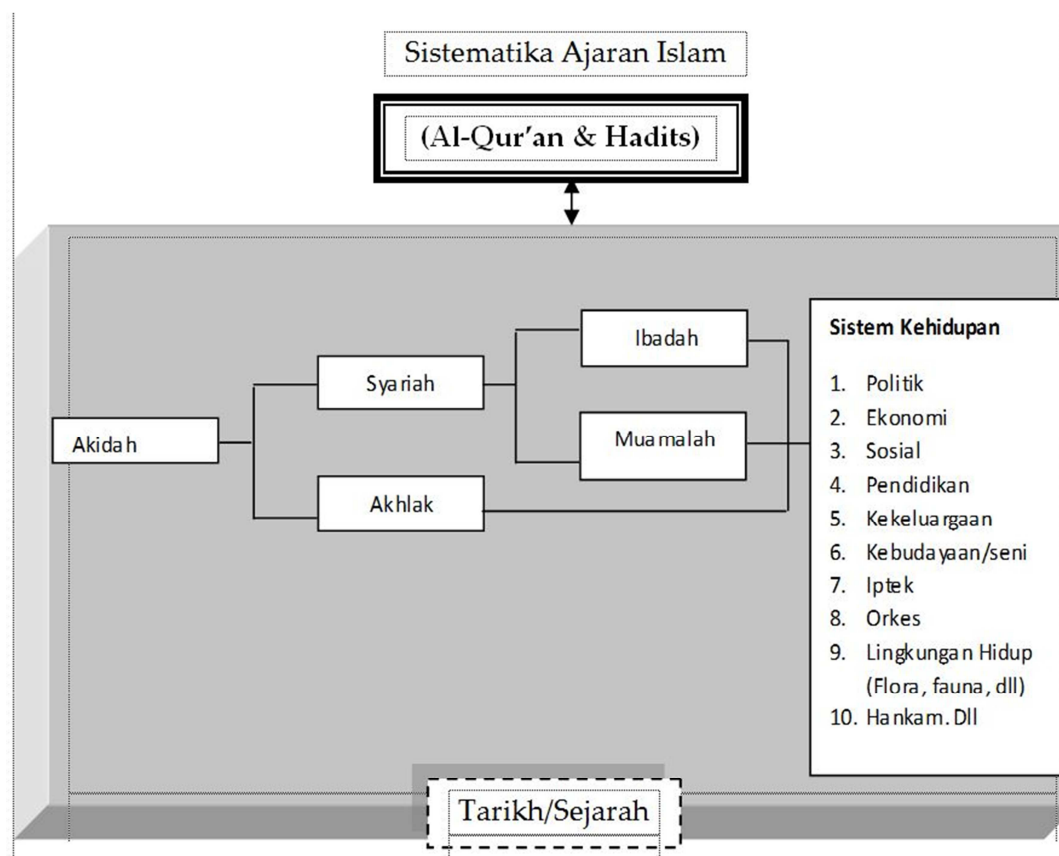 Sistematika Ajaran Islam
(Al-Qur'an & Hadits)
Akidah
Syariah
Akhlak
Ibadah
Muamalah
Sistem Kehidupan
1. Politik
2. Ekonomi
3. Sosial
4. Pendidikan
5. Kekeluargaan
6. Kebudayaan/seni
7. Iptek
8. Orkes
9. Lingkungan Hidup
(Flora, fauna, dll)
10. Hankam. Dll
Tarikh/Sejarah